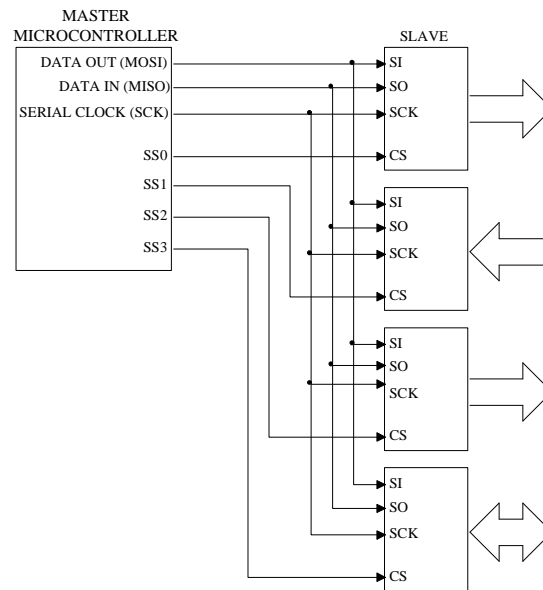 MASTER
MICROCONTROLLER
DATA OUT (MOSI)
DATA IN (MISO)
SERIAL CLOCK (SCK)
SS0
SS1
SS2
SS3
SLAVE
SI
SO
SCK
CS
SI
SO
SCK
CS
SI
SO
SCK
CS
SI
SO
SCK
CS